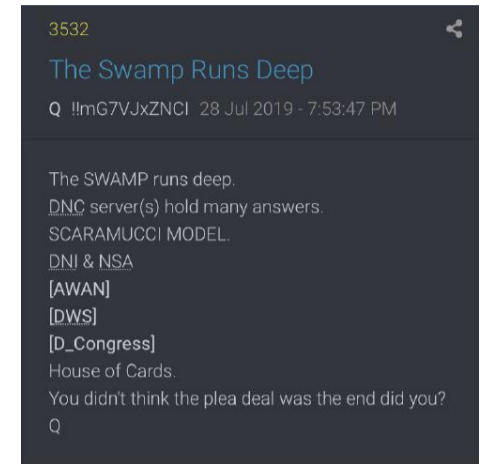 3532
The Swamp Runs Deep
Q !!mG7VJxZNCI 28 Jul 2019 - 7:53:47 PM
The SWAMP runs deep.
DNC server(s) hold many answers.
SCARAMUCCI MODEL.
DNI & NSA
[AWAN]
[DWS]
[D_Congress]
House of Cards.
You didn't think the plea deal was the end did you?
Q